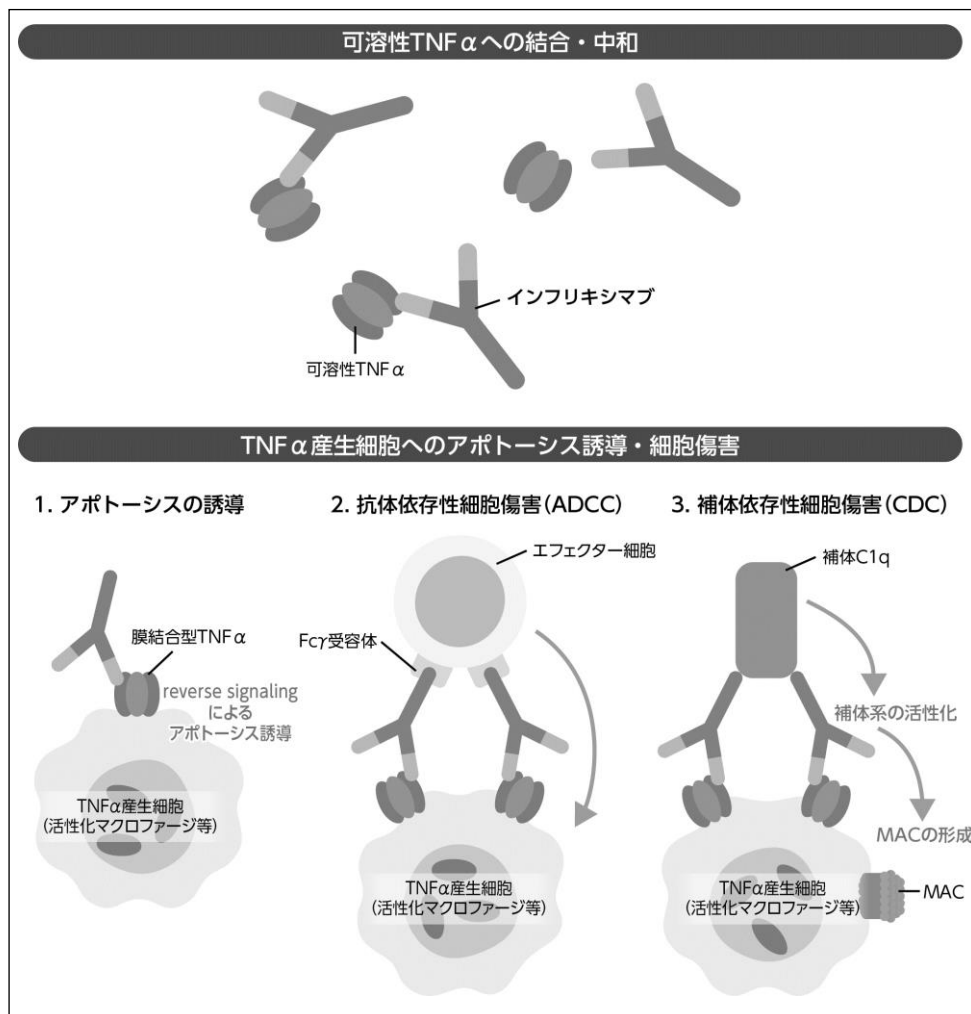 可溶性TNFαへの結合・中和
インフリキシマブ
可溶性TNFα
TNFα産生細胞へのアポトーシス誘導・細胞傷害
1. アポトーシスの誘導
2. 抗体依存性細胞傷害(ADCC)
3. 補体依存性細胞傷害(CDC)
膜結合型TNFα
reverse signaling
による
アポトーシス誘導
TNFα産生細胞
(活性化マクロファージ等)
エフェクター細胞
Fcγ受容体
TNFα産生細胞
(活性化マクロファージ等)
補体C1q
補体系の活性化
MACの形成
MAC
TNFα産生細胞
(活性化マクロファージ等)